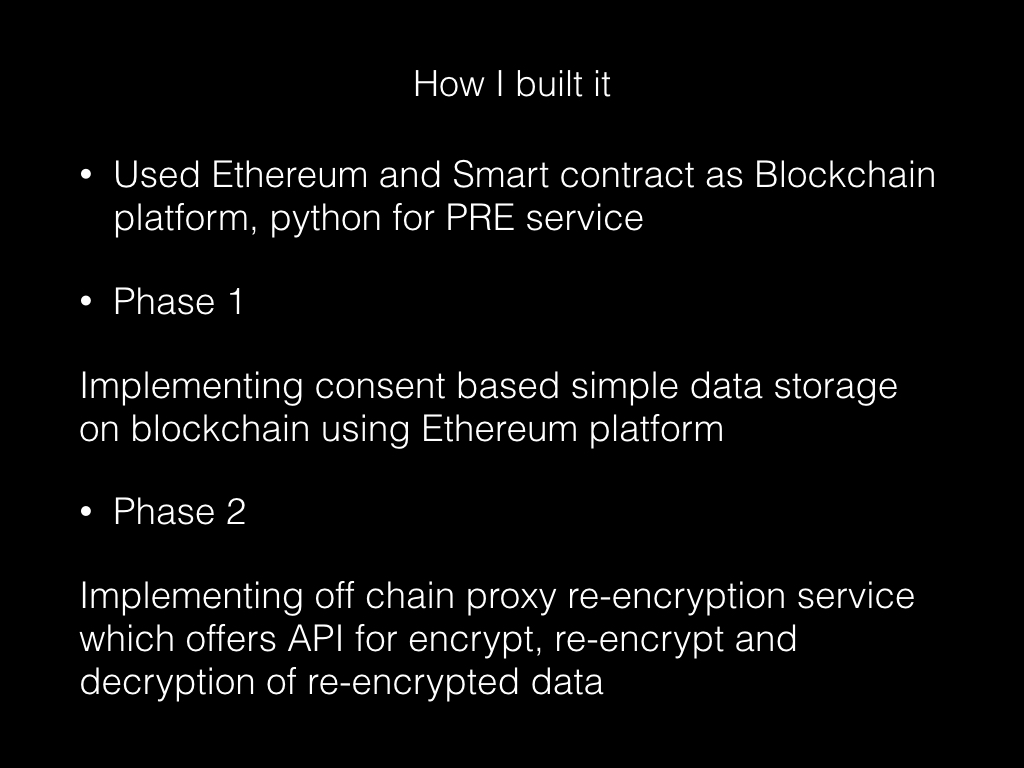 How I built it
• Used Ethereum and Smart contract as Blockchain
platform, python for PRE service
• Phase 1
Implementing consent based simple data storage
on blockchain using Ethereum platform
• Phase 2
Implementing off chain proxy re-encryption service
which offers API for encrypt, re-encrypt and
decryption of re-encrypted data